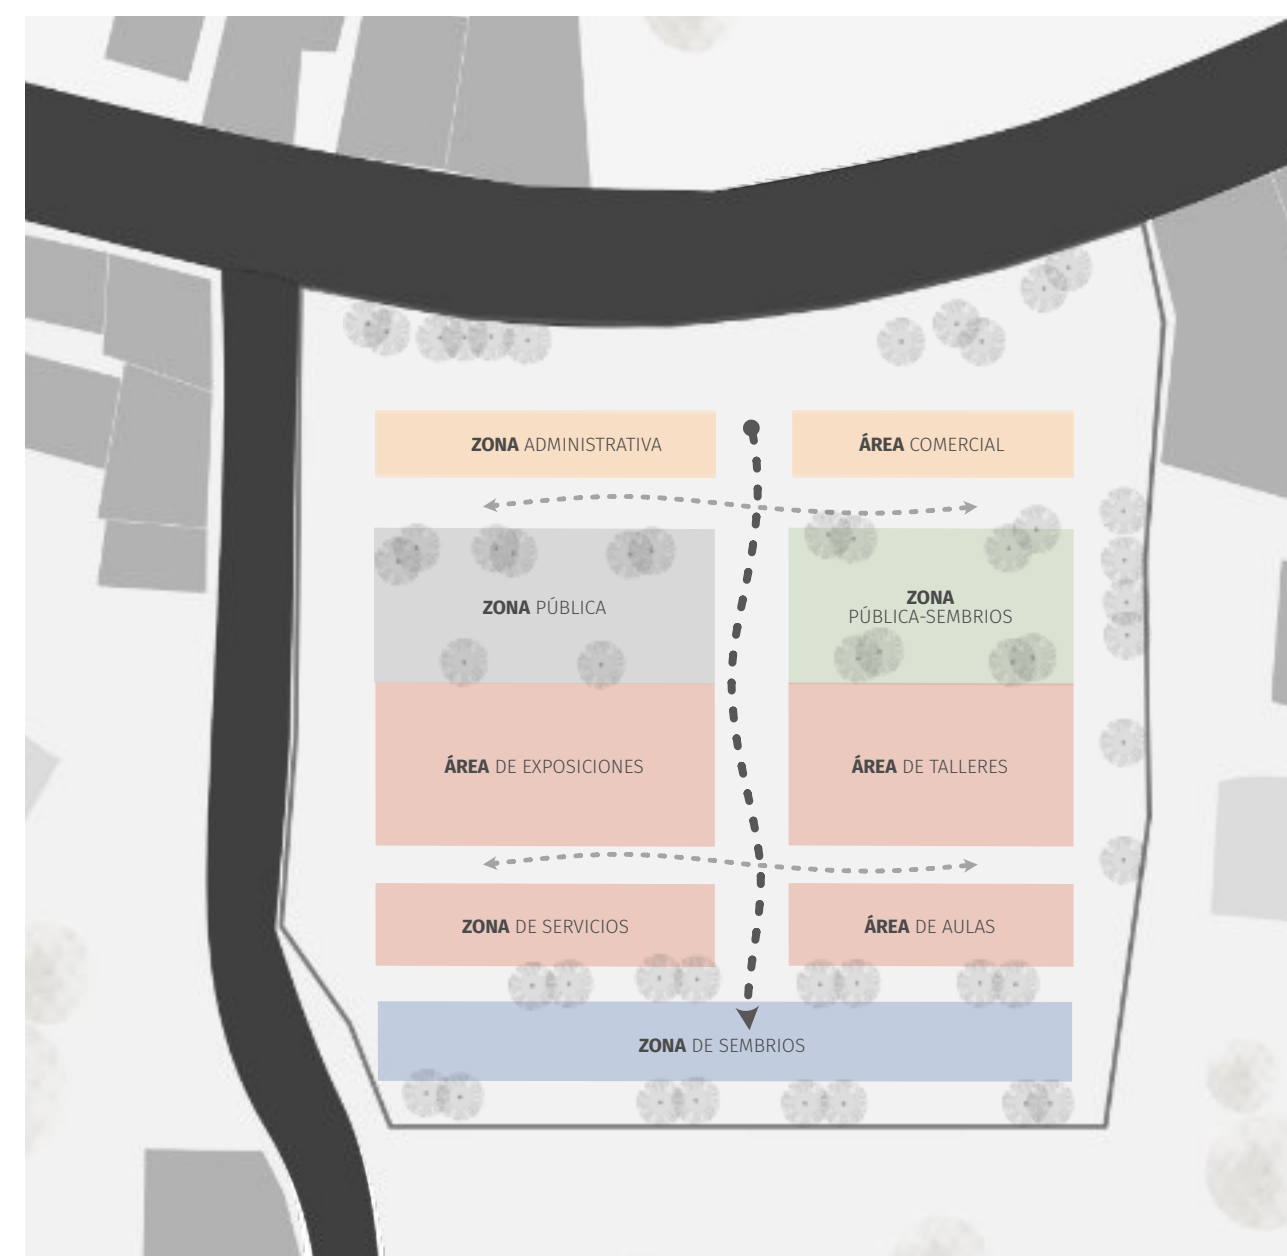 ZONA ADMINISTRATIVA
ÁREA COMERCIAL
ZONA PÚBLICA
ZONA
PÚBLICA-SEMBRIOS
ÁREA DE EXPOSICIONES
ÁREA DE TALLERES
ZONA DE SERVICIOS
ÁREA DE AULAS
ZONA DE SEMBRIOS